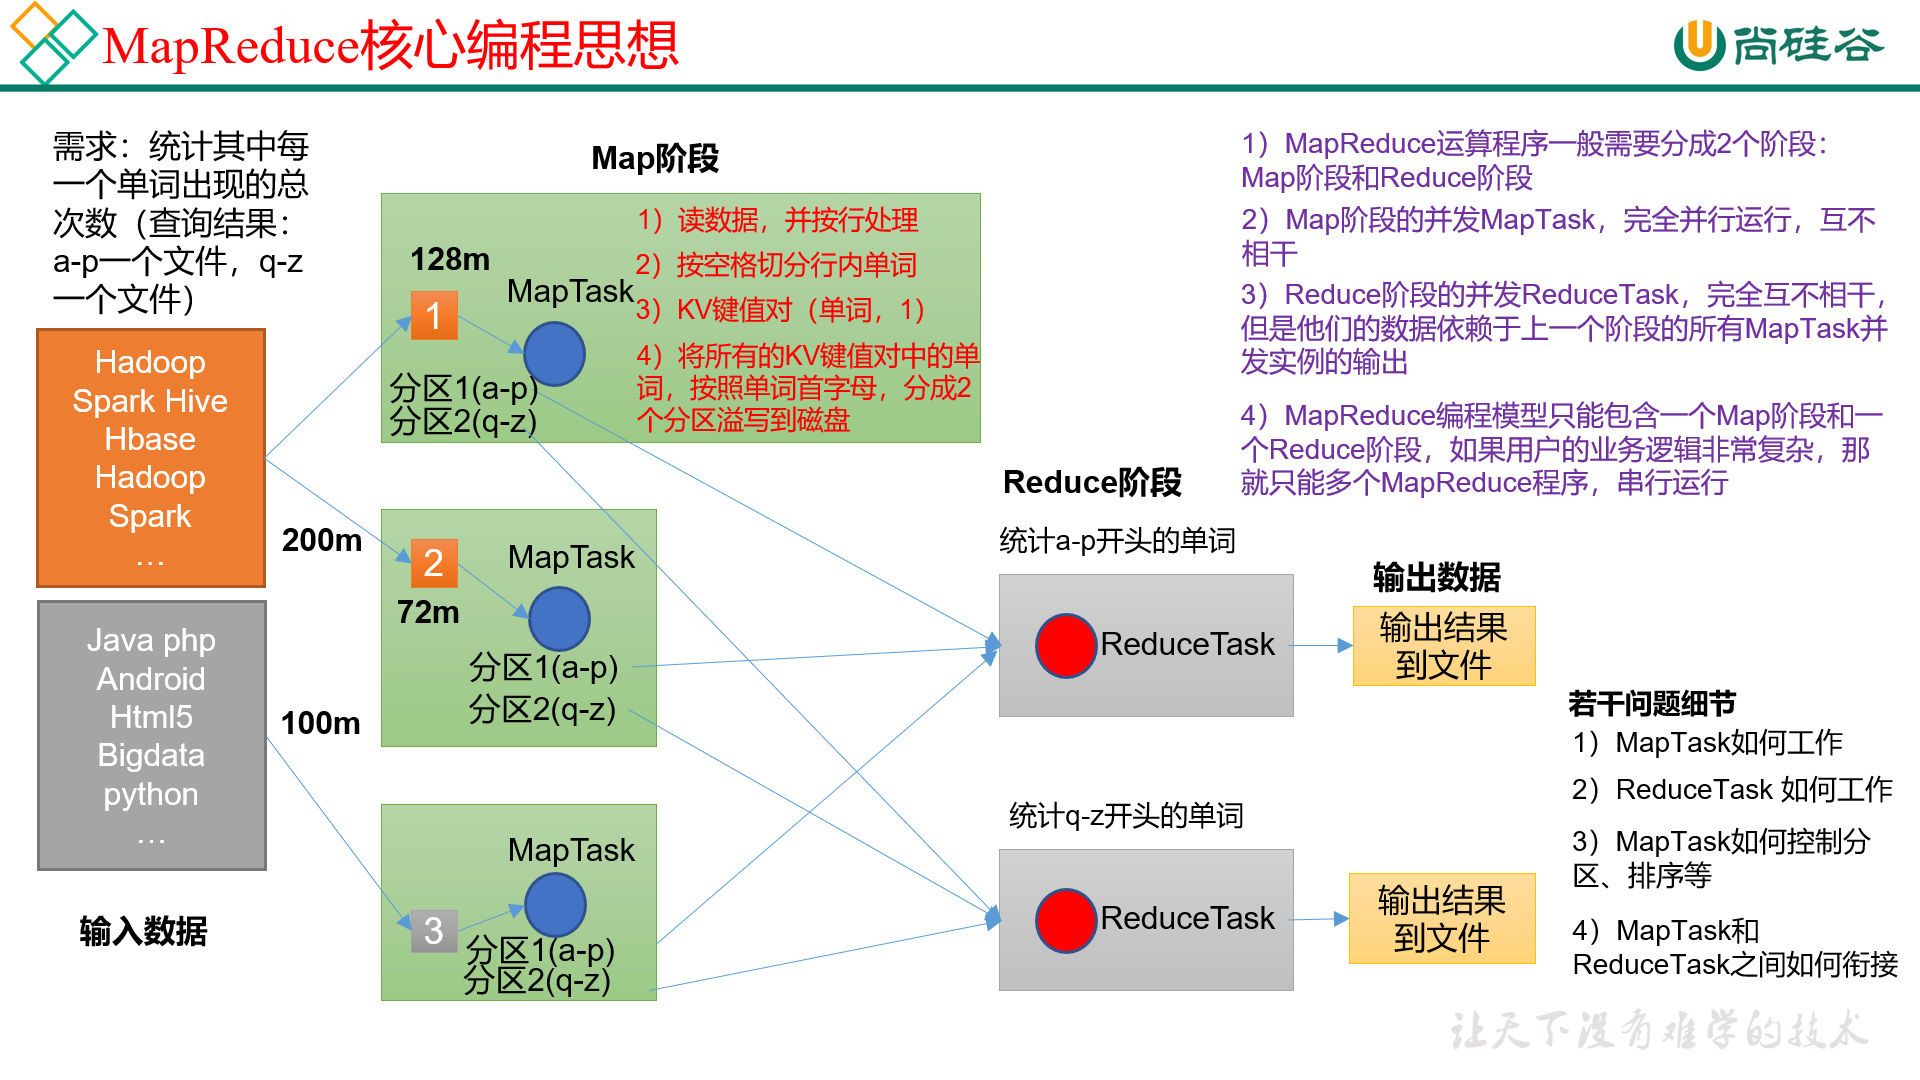 MapReduce核心编程思想
尚硅谷
需求：统计其中每
一个单词出现的总
次数（查询结果：
a-p一个文件，q-z
一个文件）
Hadoop
Spark Hive
Hbase
Hadoop
Spark
…
200m
Java php
Android
Html5
Bigdata
python
…
100m
输入数据
Map阶段
128m
1
MapTask
分区1(a-p)
分区2(q-z)
1）读数据，并按行处理
2）按空格切分行内单词
3）KV键值对（单词，1）
4）将所有的KV键值对中的单
词，按照单词首字母，分成2
个分区溢写到磁盘
2
72m
MapTask
分区1(a-p)
分区2(q-z)
3
MapTask
分区1(a-p)
分区2(q-z)
Reduce阶段
统计a-p开头的单词
ReduceTask
统计q-z开头的单词
ReduceTask
输出数据
输出结果
到文件
输出结果
到文件
1）MapReduce运算程序一般需要分成2个阶段：
Map阶段和Reduce阶段
2）Map阶段的并发MapTask，完全并行运行，互不
相干
3）Reduce阶段的并发ReduceTask，完全互不相干，
但是他们的数据依赖于上一个阶段的所有MapTask并
发实例的输出
4）MapReduce编程模型只能包含一个Map阶段和一
个Reduce阶段，如果用户的业务逻辑非常复杂，那
就只能多个MapReduce程序，串行运行
若干问题细节
1）MapTask如何工作
2）ReduceTask 如何工作
3）MapTask如何控制分
区、排序等
4）MapTask和
ReduceTask之间如何衔接
让天下没有难学的技术